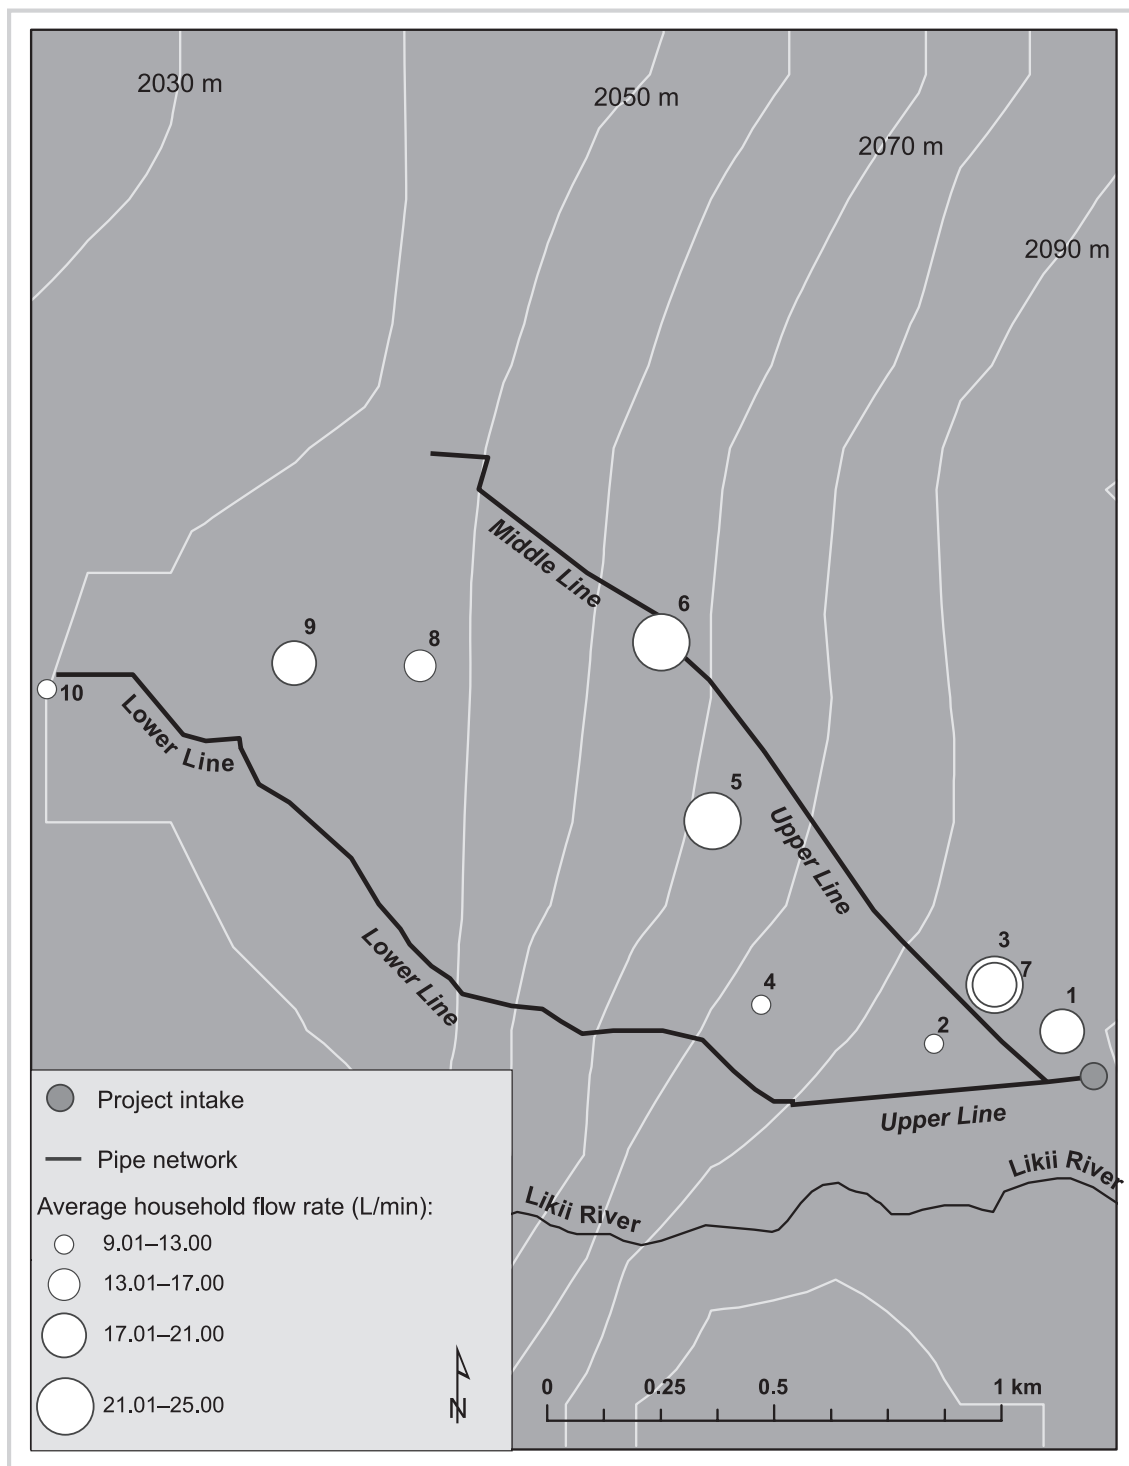 2030 m
2050 m
2070 m
2090 m
Middle Line
6
9
8
10
Lower Line
5
Upper Line
Lower Line
3
7
4
1
2
Upper Line
Likii River
Likii River
Project intake
Pipe network
Average household flow rate (L/min):
9.01–13.00
13.01–17.00
17.01–21.00
21.01–25.00
N
0 0.25 0.5 1 km